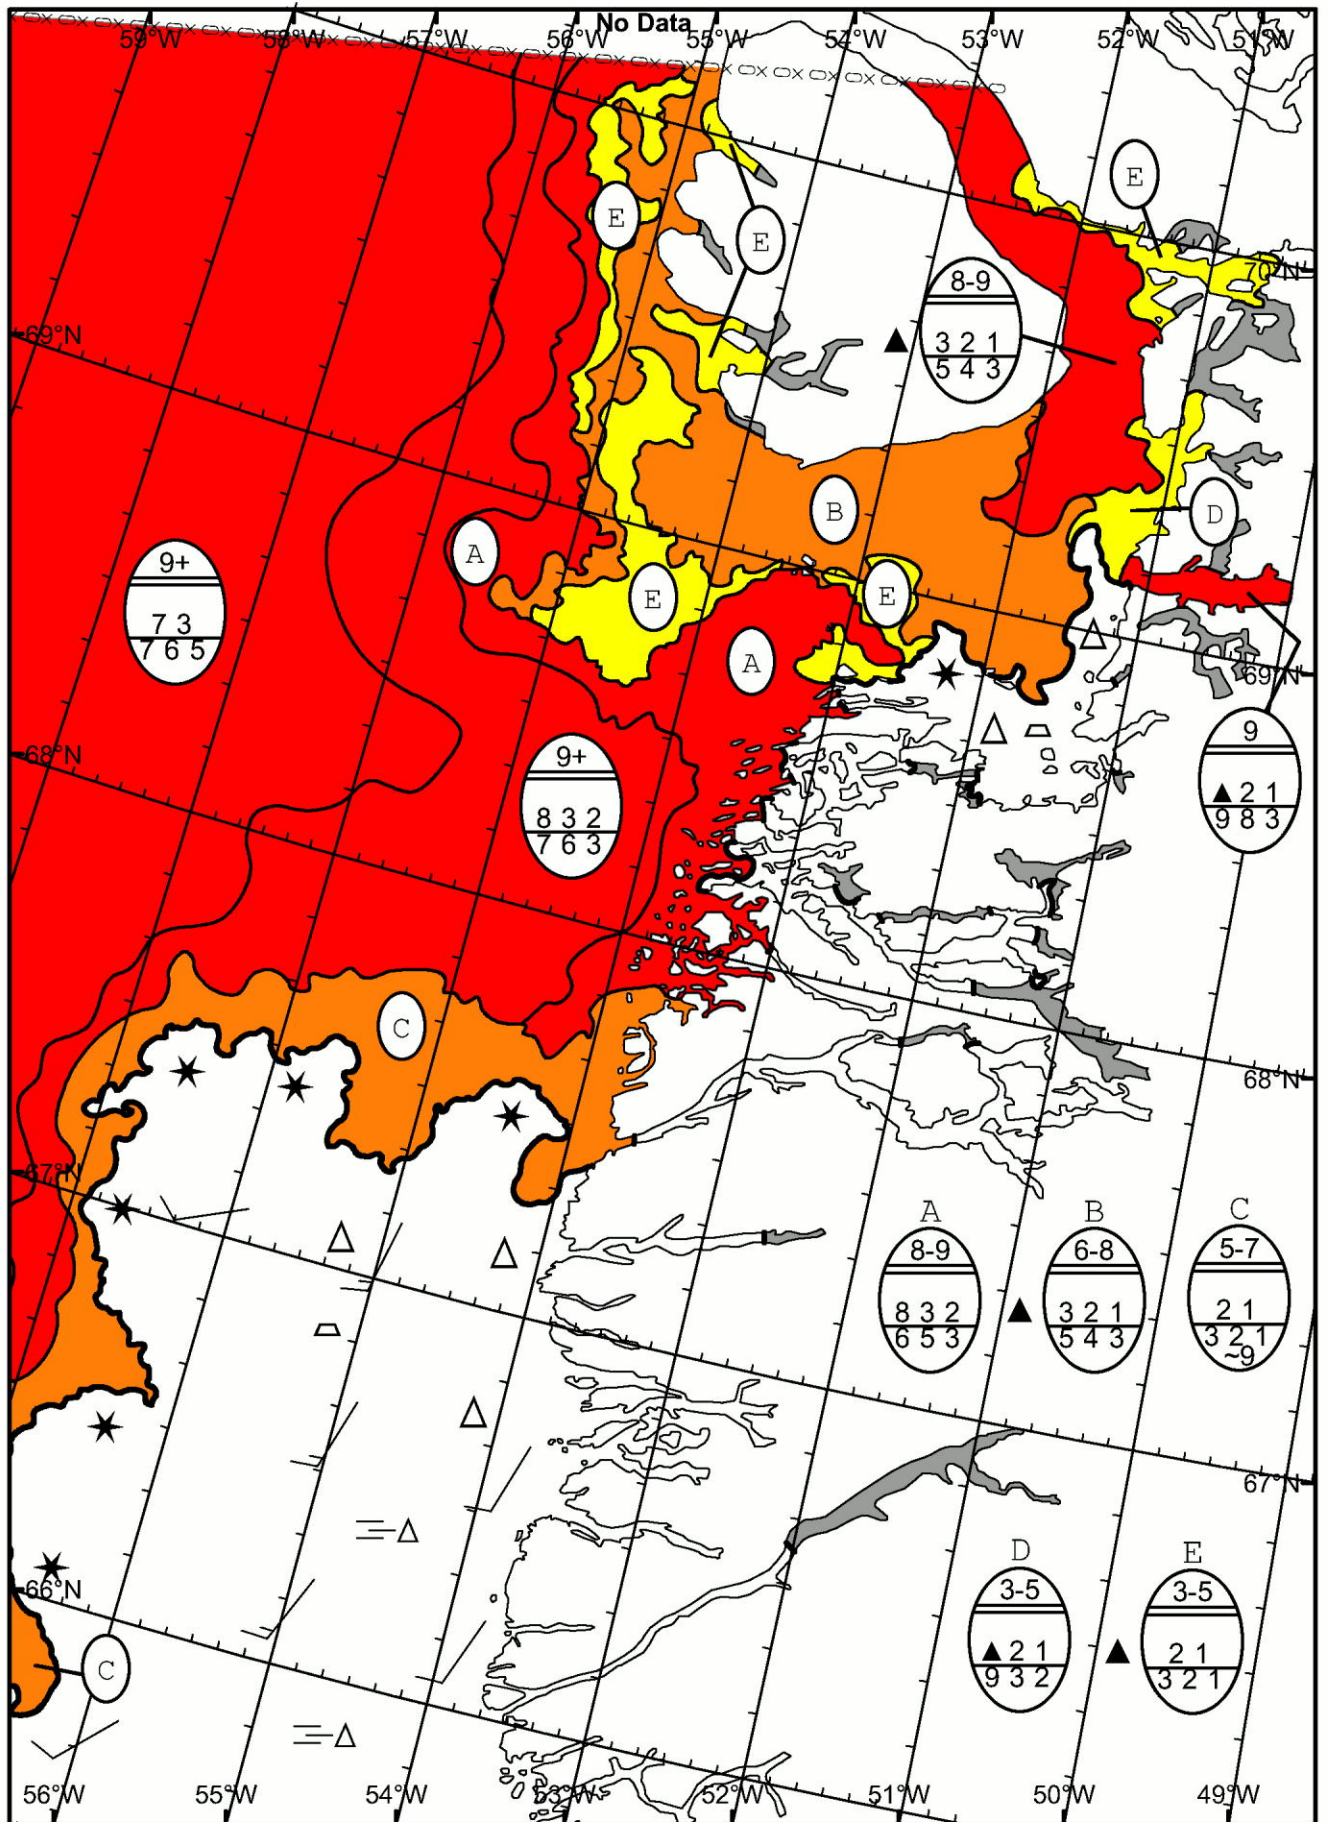 No Data
59°W 58°W 57°W 56°W 55°W 54°W 53°W 52°W 51°W
E
E
E
70°N
8-9
3 2 1
5 4 3
69°N
B
D
A
9+
7 3
7 6 5
E
E
A
69°N
9
▲ 2 1
9 8 3
68°N
9+
8 3 2
7 6 3
C
68°N
67°N
A B C
8-9 6-8 5-7
8 3 2 3 2 1 2 1
6 5 3 5 4 3 3 2 1
~9
67°N
D E
3-5 3-5
▲ 2 1 2 1
9 3 2 3 2 1
66°N
C
56°W 55°W 54°W 53°W 52°W 51°W 50°W 49°W